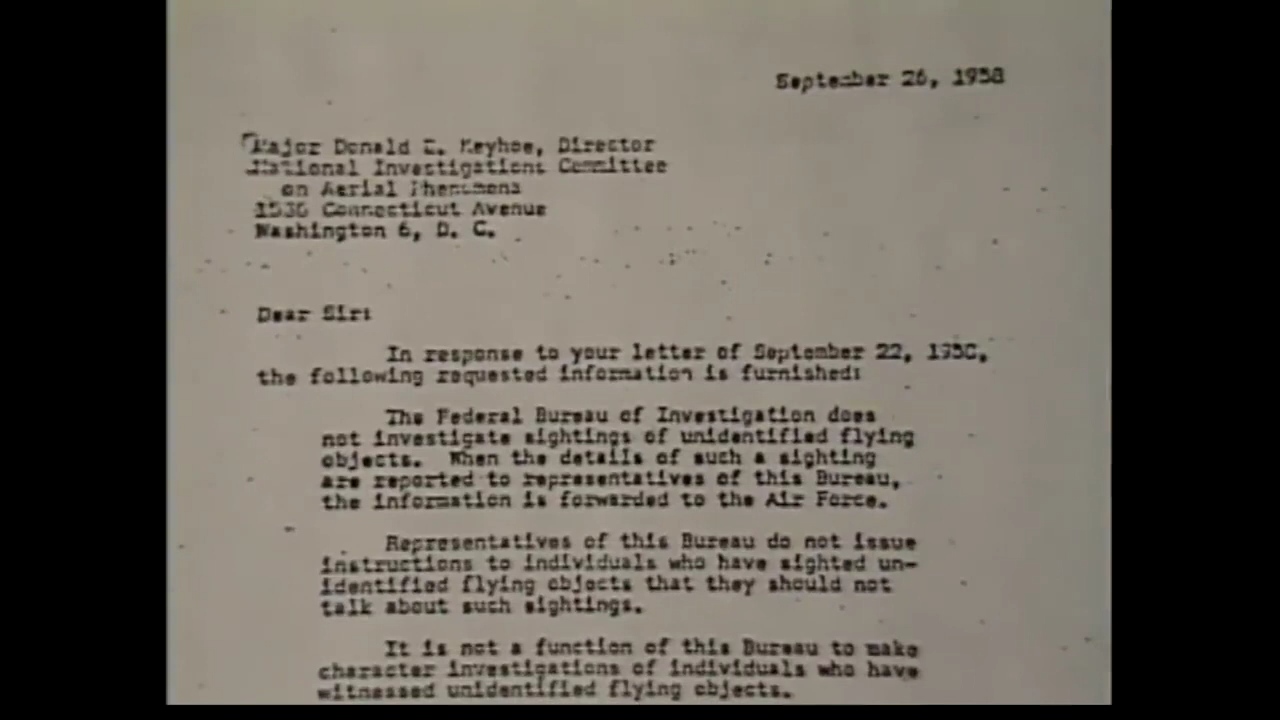 September 26, 1958
Major Donald E. Keyhoe, Director
National Investigations Committee
on Aerial Phenomena
1536 Connecticut Avenue
Washington 6, D. C.
Dear Sir:
In response to your letter of September 22, 1958,
the following requested information is furnished:
The Federal Bureau of Investigation does
not investigate sightings of unidentified flying
objects. When the details of such a sighting
are reported to representatives of this Bureau,
the information is forwarded to the Air Force.
Representatives of this Bureau do not issue
instructions to individuals who have sighted un-
identified flying objects that they should not
talk about such sightings.
It is not a function of this Bureau to make
character investigations of individuals who have
witnessed unidentified flying objects.